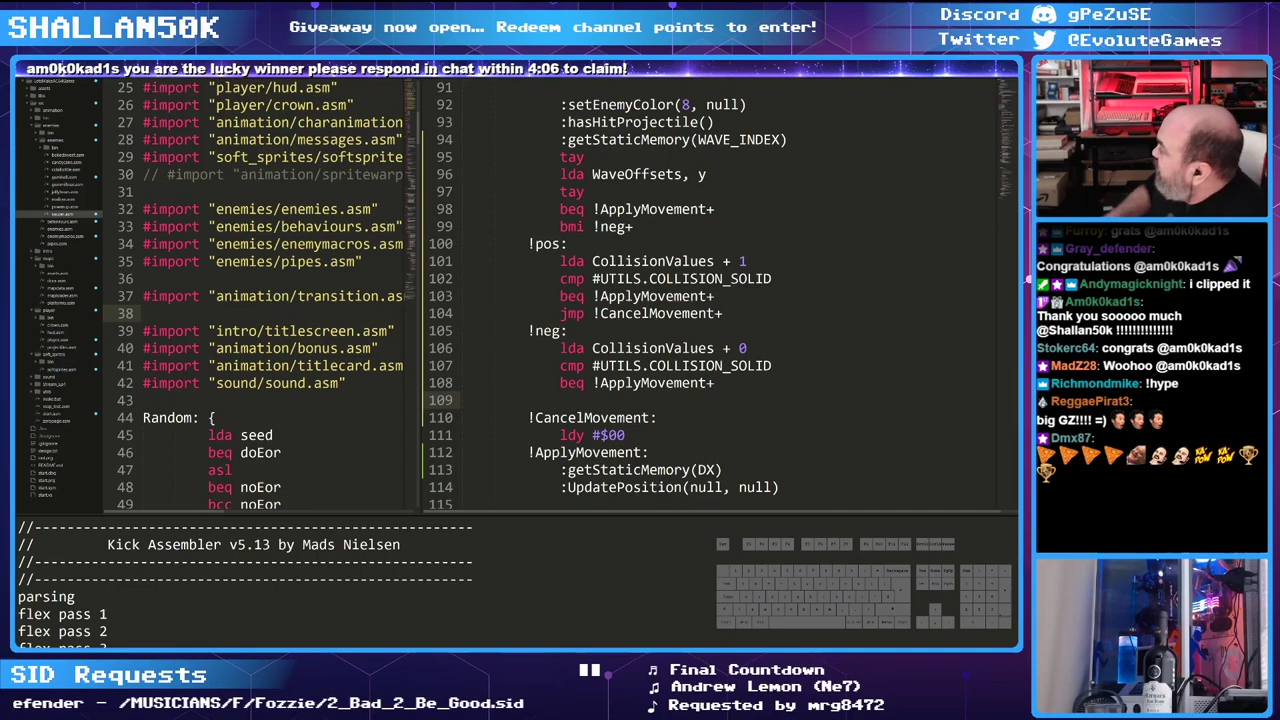 SHALLAN50K
Giveaway now open... Redeem channel points to enter!
Discord gPeZuSE
Twitter @EvoluteGames
am0k0kad1s you are the lucky winner please respond in chat within 4:06 to claim!
25 #import "player/hud.asm"
26 #import "player/crown.asm"
27 #import "animation/charanimation
28 #import "animation/messages.asm"
29 #import "soft_sprites/softsprite
30 // #import "animation/spritewarp
31
32 #import "enemies/enemies.asm"
33 #import "enemies/behaviours.asm"
34 #import "enemies/enemymacros.asm
35 #import "enemies/pipes.asm"
36
37 #import "animation/transition.as
38
39 #import "intro/titlescreen.asm"
40 #import "animation/bonus.asm"
41 #import "animation/titlecard.asm
42 #import "sound/sound.asm"
43
44 Random: {
45 lda seed
46 beq doEor
47 asl
48 beq noEor
49 bcc noEor
91
92 :setEnemyColor(8, null)
93 :hasHitProjectile()
94 :getStaticMemory(WAVE_INDEX)
95 tay
96 lda WaveOffsets, y
97 tay
98 beq !ApplyMovement+
99 bmi !neg+
100 !pos:
101 lda CollisionValues + 1
102 cmp #UTILS.COLLISION_SOLID
103 beq !ApplyMovement+
104 jmp !CancelMovement+
105 !neg:
106 lda CollisionValues + 0
107 cmp #UTILS.COLLISION_SOLID
108 beq !ApplyMovement+
109
110 !CancelMovement:
111 ldy #$00
112 !ApplyMovement:
113 :getStaticMemory(DX)
114 :UpdatePosition(null, null)
115
//------------------------------------------------------
// Kick Assembler v5.13 by Mads Nielsen
//------------------------------------------------------
//------------------------------------------------------
parsing
flex pass 1
flex pass 2
Furroy: grats @am0k0kad1s
Gray_defender:
Congratulations @am0k0kad1s
Andymagicknight: i clipped it
Am0k0kad1s:
Thank you sooooo much
@Shallan50k !!!!!!!!!!!!!!
Stokerc64: congrats @am0k0kad1s
MadZ28: Woohoo @am0k0kad1s
Richmondmike: !hype
ReggaePirat3:
big GZ!!!! =)
Dmx87:
SID Requests
efender - /MUSICIANS/F/Fozzie/2_Bad_2_Be_Good.sid
Final Countdown
Andrew Lemon (Ne7)
Requested by mrg8472